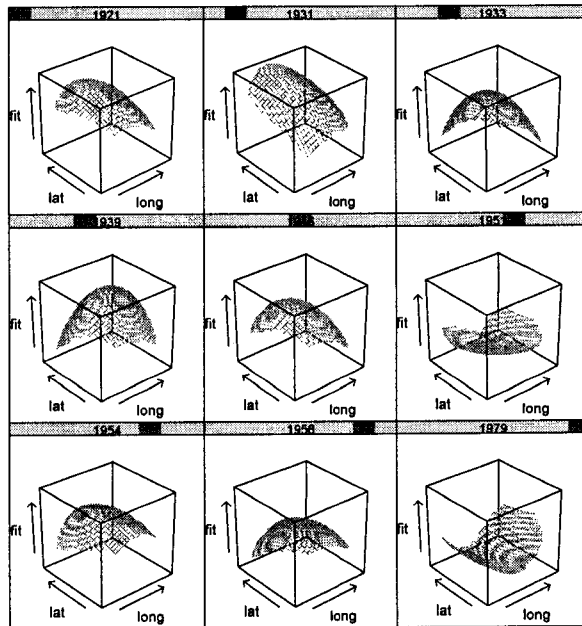 1921 1931 1933
fit fit fit
lat long lat long lat long
1939 1951
fit fit fit
lat long lat long lat long
1954 1956 1979
fit fit fit
lat long lat long lat long